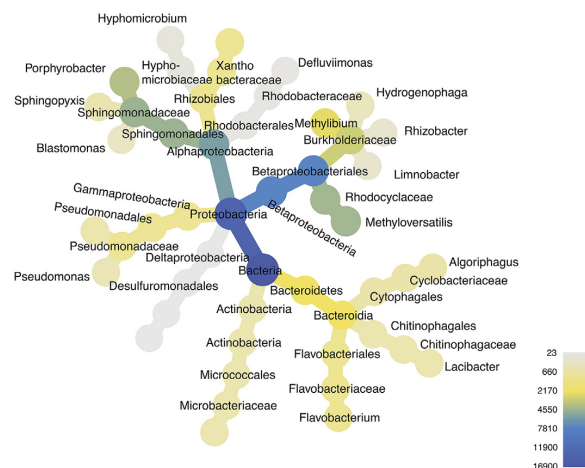 Hyphomicrobium
Porphyrobacter
Hypho-
microbiaceae
Xantho
bacteraceae
Defluviimonas
Sphingopyxis
Sphingomonadaceae
Rhizobiales
Rhodobacteraceae
Hydrogenophaga
Sphingomonadales
Rhodobacterales
Methylibium
Burkholderiaceae
Rhizobacter
Blastomonas
Alphaproteobacteria
Betaproteobacteriales
Limnobacter
Gammaproteobacteria
Pseudomonadales
Proteobacteria
Betaproteobacteria
Rhodocyclaceae
Methyloversatilis
Pseudomonadaceae
Deltaproteobacteria
Pseudomonas
Desulfuromonadales
Bacteria
Bacteroidetes
Algoriphagus
Cyclobacteriaceae
Cytophagales
Actinobacteria
Bacteroidia
Chitinophagales
Chitinophagaceae
Lacibacter
Actinobacteria
Flavobacteriales
Micrococcales
Flavobacteriaceae
Microbacteriaceae
Flavobacterium
23
660
2170
4550
7810
11900
16900